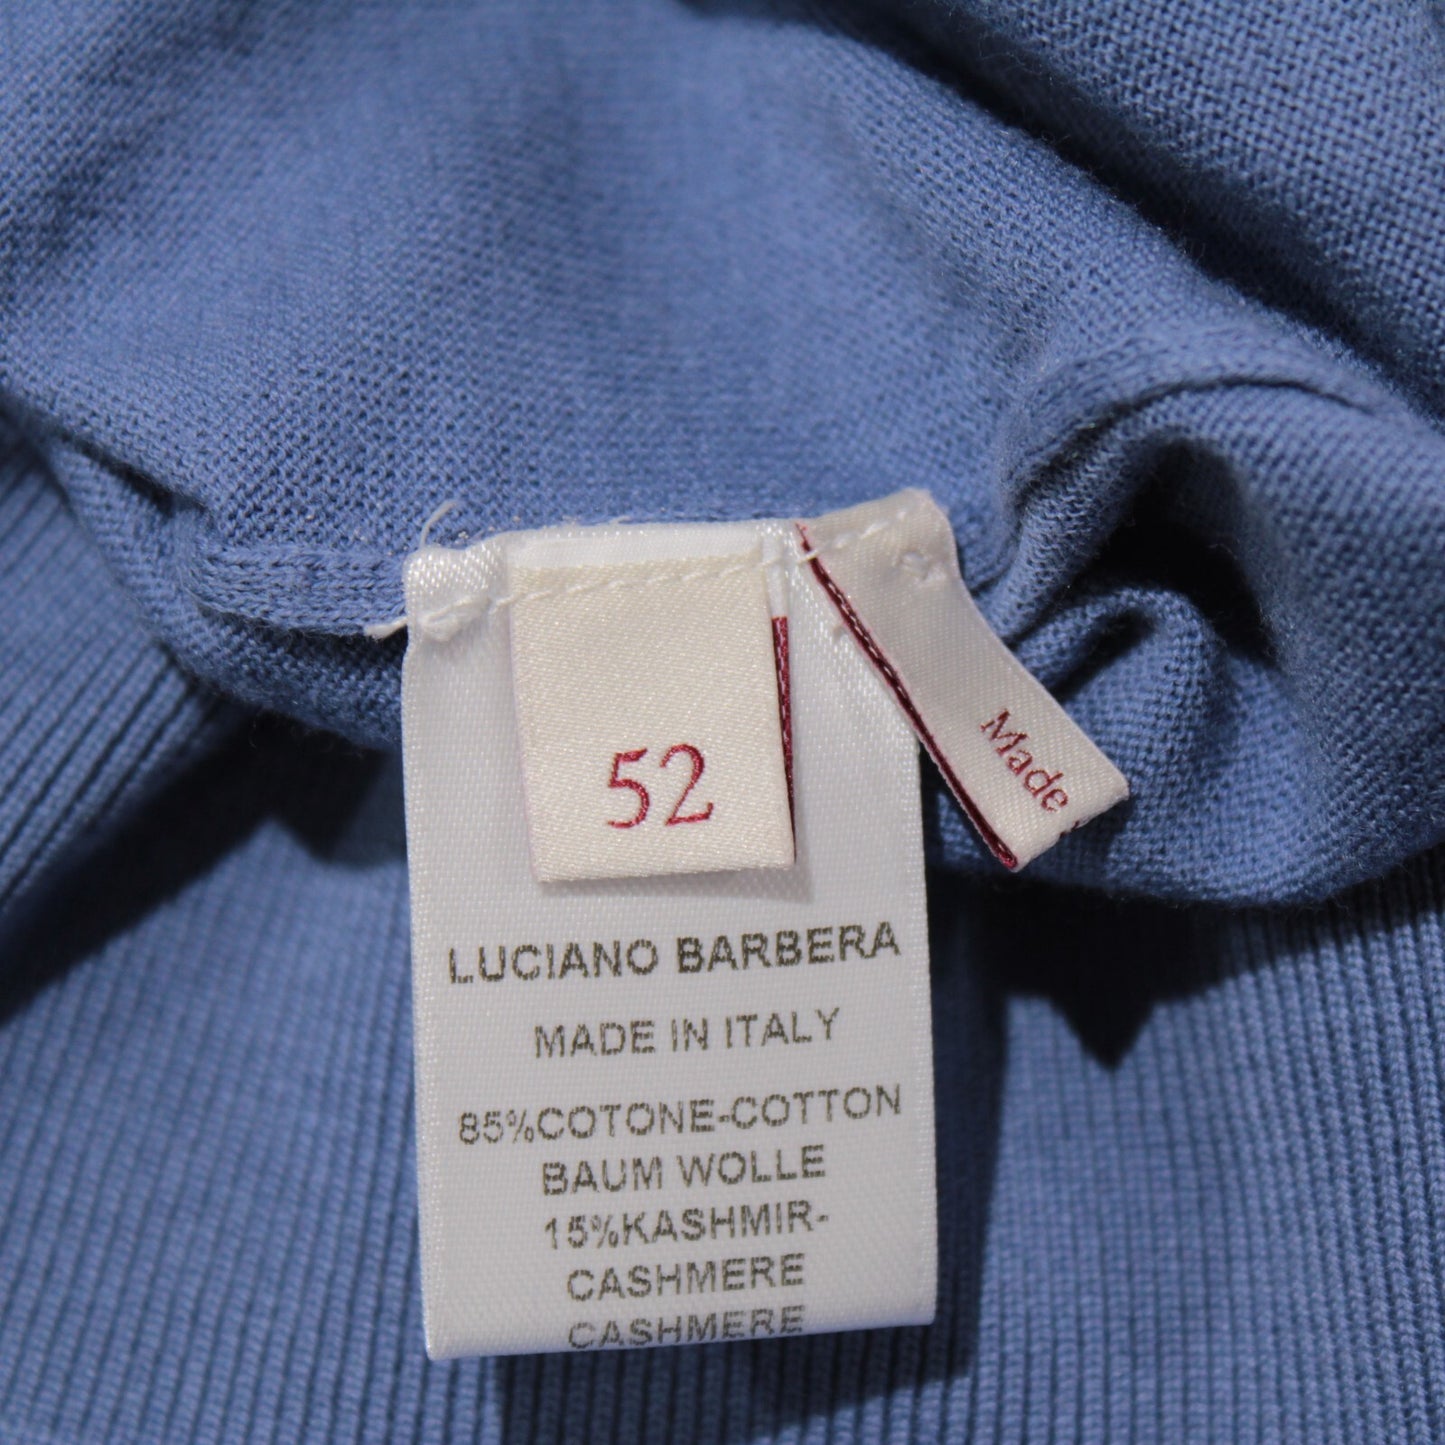 52
Made
LUCIANO BARBERA
MADE IN ITALY
85%COTONE-COTTON
BAUM WOLLE
15%KASHMIR-
CASHMERE
CASHMERE